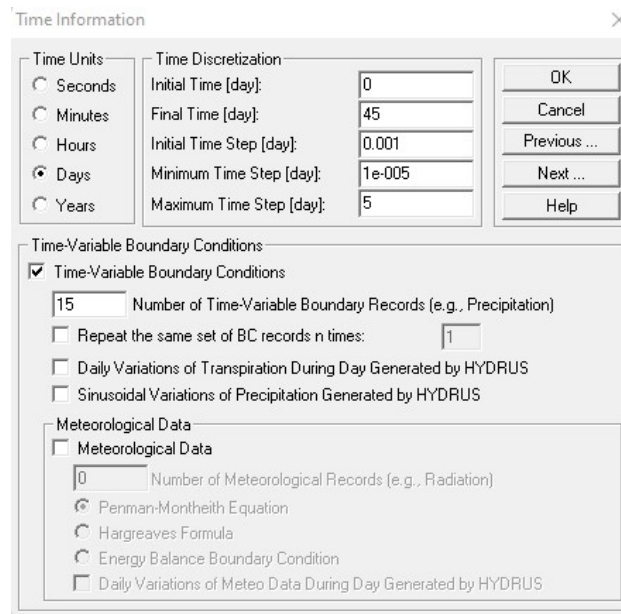 Time Information
Time Units
Seconds
Minutes
Hours
Days
Years
Time Discretization
Initial Time [day]: 0
Final Time [day]: 45
Initial Time Step [day]: 0.001
Minimum Time Step [day]: 1e-005
Maximum Time Step [day]: 5
OK
Cancel
Previous ...
Next ...
Help
Time-Variable Boundary Conditions
Time-Variable Boundary Conditions
15 Number of Time-Variable Boundary Records (e.g., Precipitation)
Repeat the same set of BC records n times: 1
Daily Variations of Transpiration During Day Generated by HYDRUS
Sinusoidal Variations of Precipitation Generated by HYDRUS
Meteorological Data
Meteorological Data
0 Number of Meteorological Records (e.g., Radiation)
Penman-Montheith Equation
Hargreaves Formula
Energy Balance Boundary Condition
Daily Variations of Meteo Data During Day Generated by HYDRUS